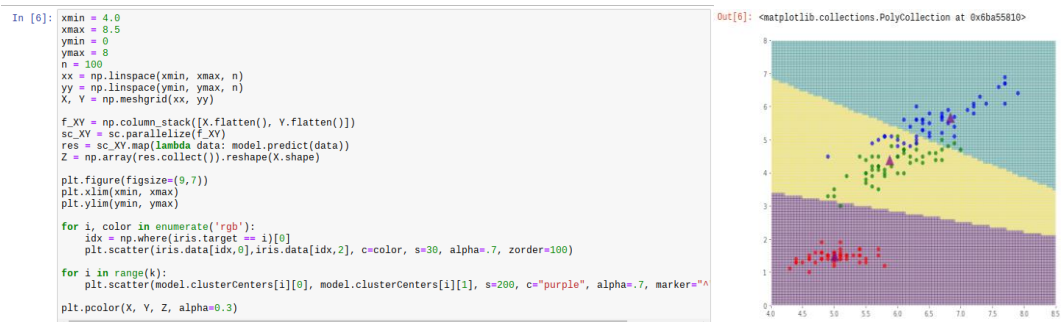 In [6]:
xmin = 4.0
xmax = 8.5
ymin = 0
ymax = 8
n = 100
xx = np.linspace(xmin, xmax, n)
yy = np.linspace(ymin, ymax, n)
X, Y = np.meshgrid(xx, yy)
f_XY = np.column_stack([X.flatten(), Y.flatten()])
sc_XY = sc.parallelize(f_XY)
res = sc_XY.map(lambda data: model.predict(data))
Z = np.array(res.collect()).reshape(X.shape)
plt.figure(figsize=(9,7))
plt.xlim(xmin, xmax)
plt.ylim(ymin, ymax)
for i, color in enumerate('rgb'):
idx = np.where(iris.target == i)[0]
plt.scatter(iris.data[idx,0],iris.data[idx,2], c=color, s=30, alpha=.7, zorder=100)
for i in range(k):
plt.scatter(model.clusterCenters[i][0], model.clusterCenters[i][1], s=200, c="purple", alpha=.7, marker="^
plt.pcolor(X, Y, Z, alpha=0.3)
Out[6]: <matplotlib.collections.PolyCollection at 0x6ba55810>
8
7
6
5
4
3
2
1
0
4.0 4.5 5.0 5.5 6.0 6.5 7.0 7.5 8.0 8.5